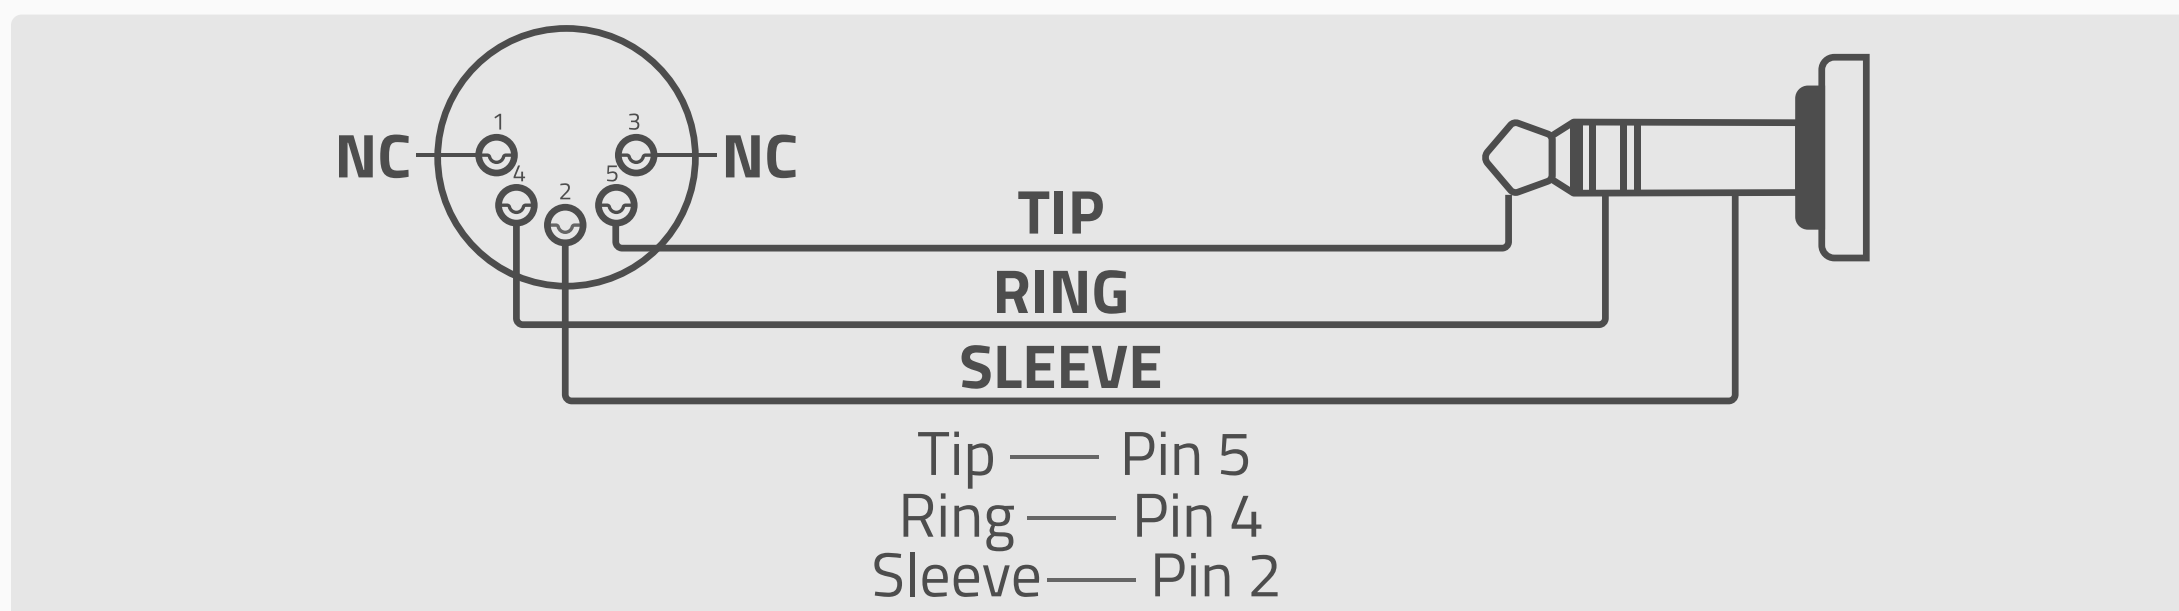 1 3
NC NC
4 5
2
TIP
RING
SLEEVE
Tip — Pin 5
Ring — Pin 4
Sleeve — Pin 2